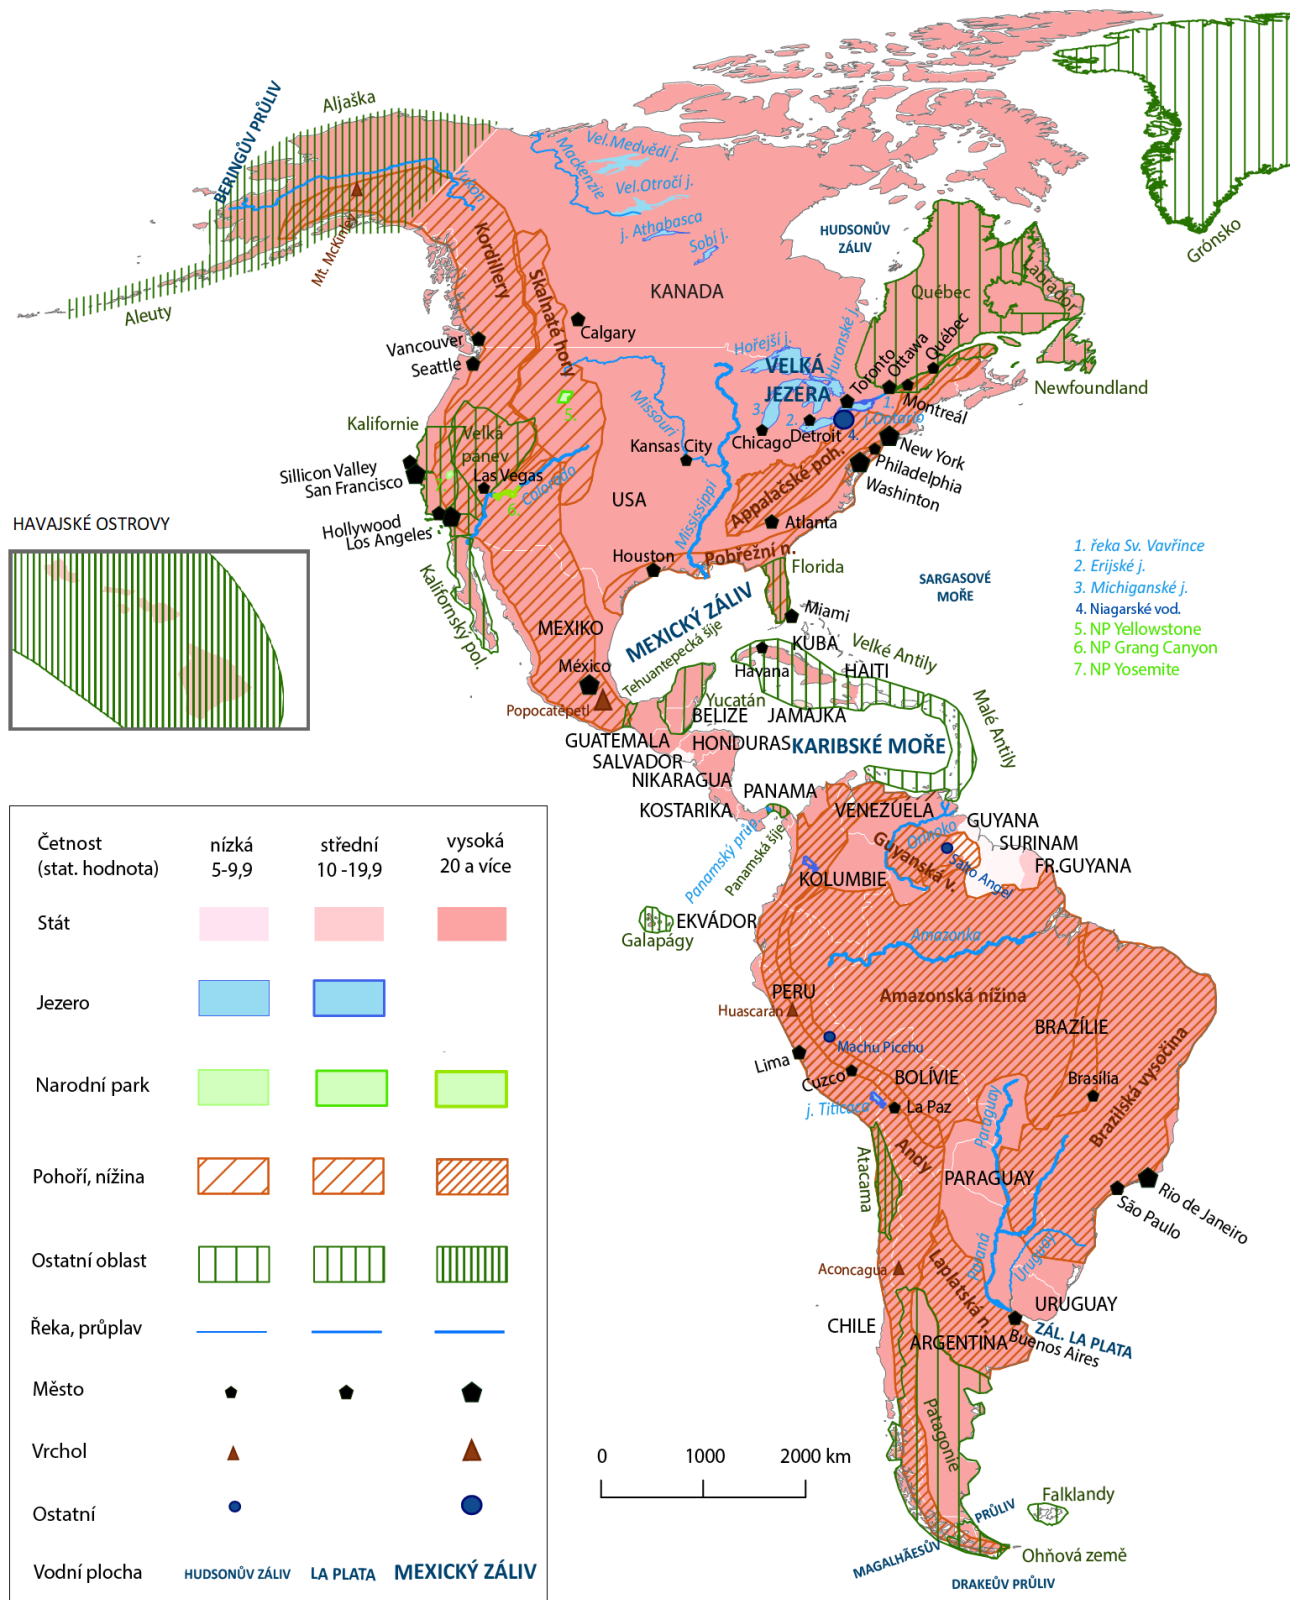 Aljaška
BERINGŮV PRŮLIV
Vel.Medvědí j.
Mackenzie
Vel.Otročí j.
j. Athabasca
Sobí j.
Yukon
Mt. McKinley
Aleuty
Kordillery
Skalnaté hory
HUDSONŮV
ZÁLIV
Grónsko
KANADA
Québec
Labrador
Calgary
Vancouver
Seattle
Hořejší j.
Huronské j.
VELKÁ
JEZERA
Toronto
Ottawa
Québec
Montreál
Newfoundland
Missouri
5.
3.
2.
1.
4.
j.Ontario
Kalifornie
Velká
pánev
Kansas City
Chicago
Detroit
New York
Philadelphia
Washinton
Sillicon Valley
San Francisco
Las Vegas
Colorado
6.
USA
Mississippi
Appalačské poh.
Atlanta
Hollywood
Los Angeles
HAVAJSKÉ OSTROVY
Houston
Pobřežní n.
Florida
Kalifornský pol.
SARGASOVÉ
MOŘE
1. řeka Sv. Vavřince
2. Erijské j.
3. Michiganské j.
4. Niagarské vod.
5. NP Yellowstone
6. NP Grang Canyon
7. NP Yosemite
MEXICKÝ ZÁLIV
Miami
MEXIKO
KUBA
Velké Antily
México
Tehuantepecká šíje
Havana
HAITI
Popocatepetl
Yucatán
BELIZE
JAMAJKA
Malé Antily
GUATEMALA
HONDURAS
KARIBSKÉ MOŘE
SALVADOR
NIKARAGUA
PANAMA
KOSTARIKA
VENEZUELA
GUYANA
Panamský průp.
Panamská šíje
Orinoko
SURINAM
Guyanská v.
Salto Angel
FR.GUYANA
KOLUMBIE
EKVÁDOR
Galapágy
Amazonka
PERU
Amazonská nížina
Huascarán
BRAZÍLIE
Machu Picchu
Lima
Cuzco
BOLÍVIE
Brasília
j. Titicaca
La Paz
Paraguay
Brazilská vysočina
Atacama
Andy
PARAGUAY
Rio de Janeiro
São Paulo
Paraná
Uruguay
Aconcagua
Laplatská n.
URUGUAY
CHILE
ZÁL. LA PLATA
Buenos Aires
ARGENTINA
Patagonie
Falklandy
PRŮLIV
MAGALHÃESŮV
Ohňová země
DRAKEŮV PRŮLIV
0 1000 2000 km
Četnost nízká střední vysoká
(stat. hodnota) 5-9,9 10 -19,9 20 a více
Stát
Jezero
Narodní park
Pohoří, nížina
Ostatní oblast
Řeka, průplav
Město
Vrchol
Ostatní
Vodní plocha HUDSONŮV ZÁLIV LA PLATA MEXICKÝ ZÁLIV